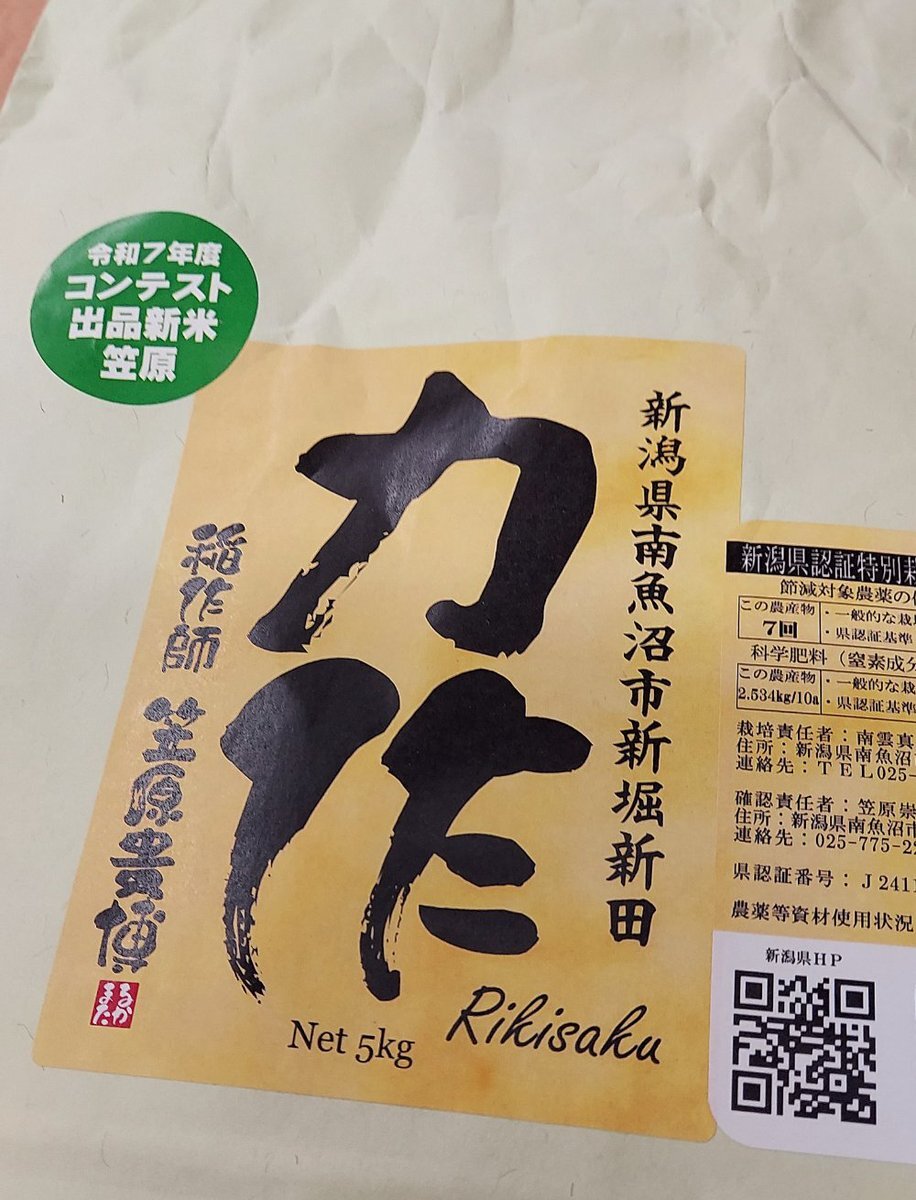 令和7年度
コンテスト
出品新米
笠原
新潟県南魚沼市新堀新田
力作
稲作師 笠原貴博
たか
また
Net 5kg
Rikisaku
新潟県認証特別栽
節減対象農薬の使
この農産物
7回
・一般的な栽
・県認証基準
科学肥料（窒素成分
この農産物
2.534kg/10a
・一般的な栽
・県認証基準
栽培責任者：南雲真
住所：新潟県南魚沼
連絡先：TEL025-
確認責任者：笠原崇
住所：新潟県南魚沼市
連絡先：025-775-22
県認証番号：J2411
農薬等資材使用状況
新潟県HP